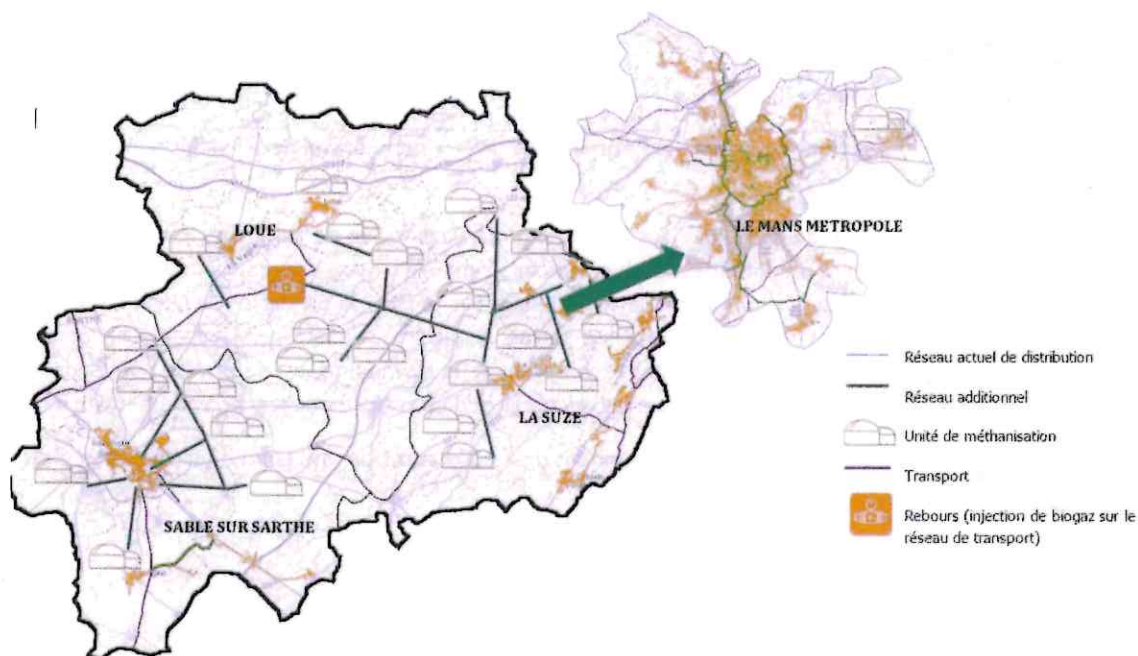 LOUE
LE MANS METROPOLE
LA SUZE
SABLE SUR SARTHE
Réseau actuel de distribution
Réseau additionnel
Unité de méthanisation
Transport
Rebours (injection de biogaz sur le
réseau de transport)